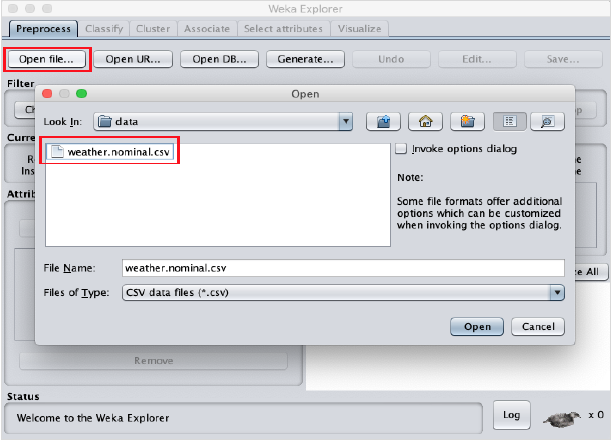 Weka Explorer
Preprocess Classify Cluster Associate Select attributes Visualize
Open file... Open UR... Open DB... Generate... Undo Edit... Save...
Filter
Open
Look In: data
weather.nominal.csv
Invoke options dialog
Note:
Some file formats offer additional
options which can be customized
when invoking the options dialog.
File Name: weather.nominal.csv
Files of Type: CSV data files (*.csv)
All
Open Cancel
Remove
Status
Welcome to the Weka Explorer
Log x 0